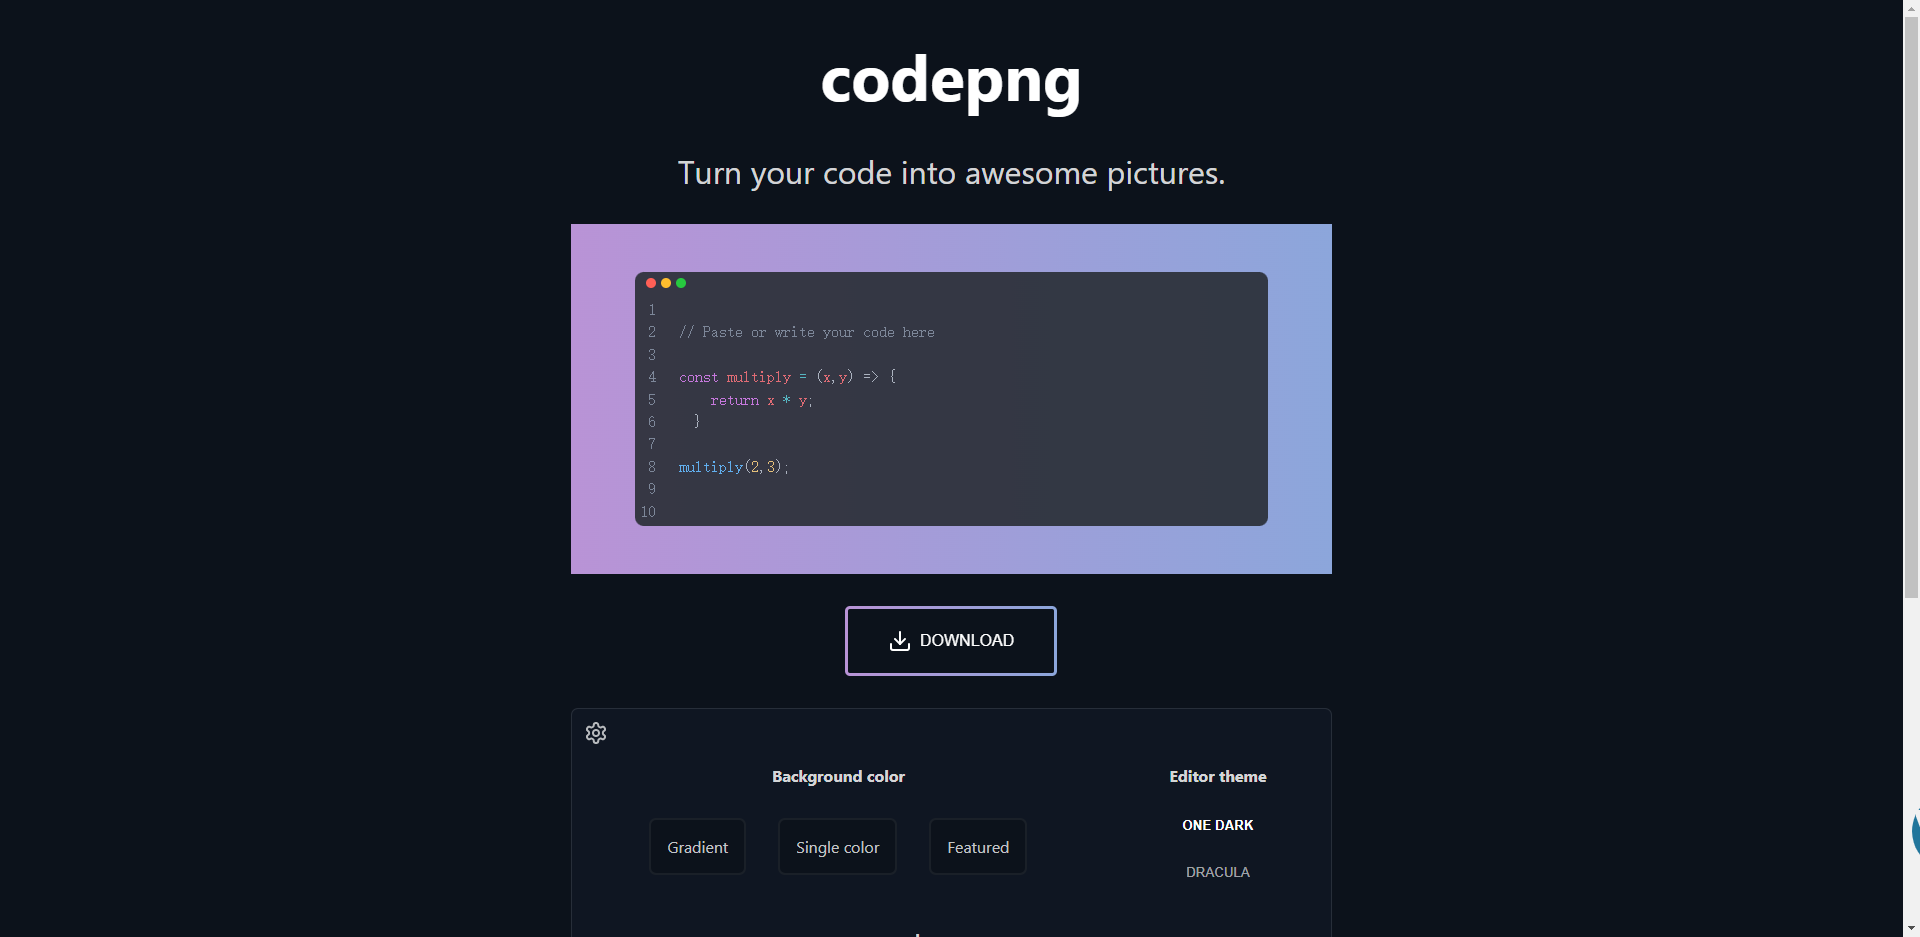 codepng
Turn your code into awesome pictures.
1
2 // Paste or write your code here
3
4 const multiply = (x,y) => {
5 return x * y;
6 }
7
8 multiply(2,3);
9
10
DOWNLOAD
Background color
Editor theme
Gradient
Single color
Featured
ONE DARK
DRACULA